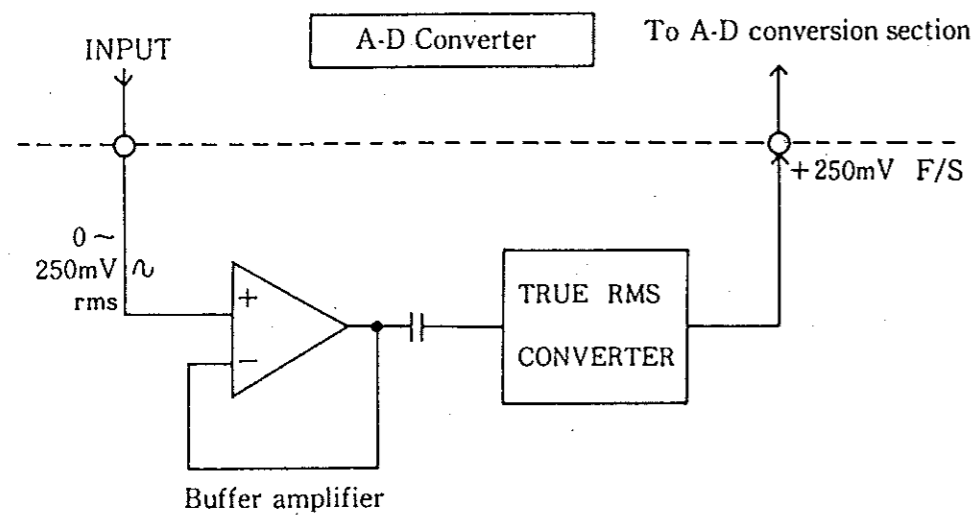 INPUT
A-D Converter
To A-D conversion section
+250mV F/S
0 ~
250mV ∿
rms
+
−
TRUE RMS
CONVERTER
Buffer amplifier